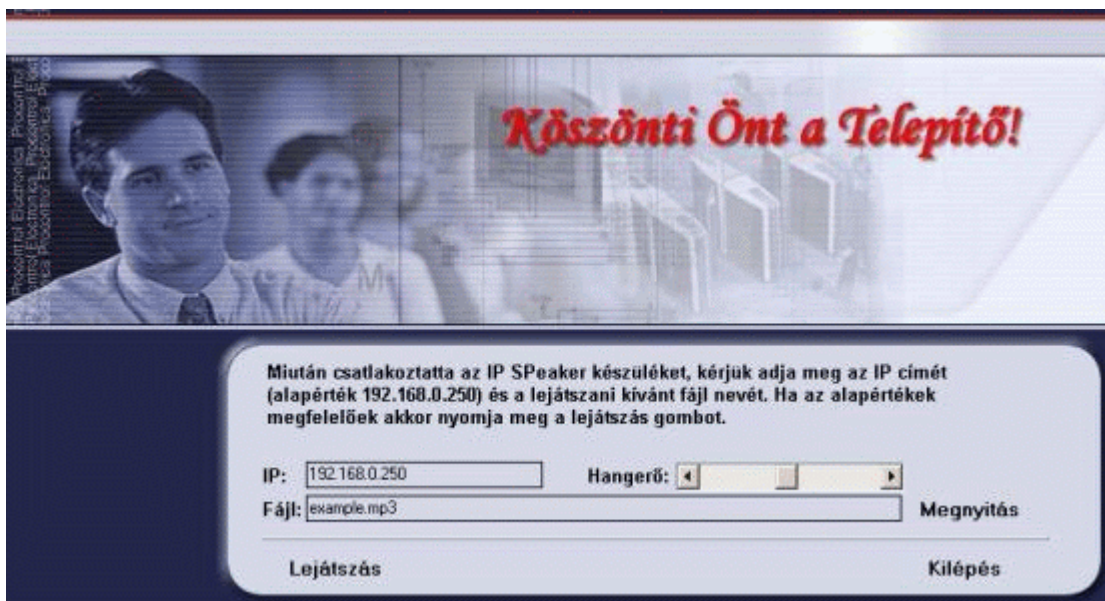 Köszönti Önt a Telepítő!
Miután csatlakoztatta az IP SPeaker készüléket, kérjük adja meg az IP címét
(alapérték 192.168.0.250) és a lejátszani kívánt fájl nevét. Ha az alapértékek
megfelelőek akkor nyomja meg a lejátszás gombot.
IP: 192.168.0.250 Hangerő:
Fájl: example.mp3 Megnyitás
Lejátszás Kilépés